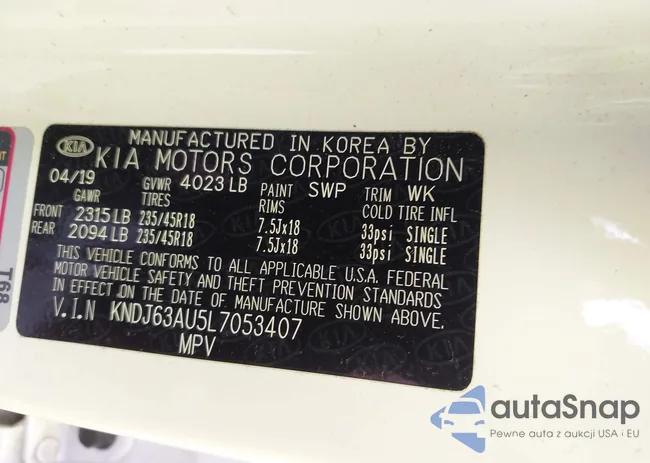 MANUFACTURED IN KOREA BY
KIA KIA MOTORS CORPORATION
04/19 GVWR 4023 LB PAINT SWP TRIM WK
GAWR TIRES RIMS COLD TIRE INFL
FRONT 2315 LB 235/45R18 7.5Jx18 33psi SINGLE
REAR 2094 LB 235/45R18 7.5Jx18 33psi SINGLE
THIS VEHICLE CONFORMS TO ALL APPLICABLE U.S.A. FEDERAL
MOTOR VEHICLE SAFETY AND THEFT PREVENTION STANDARDS
IN EFFECT ON THE DATE OF MANUFACTURE SHOWN ABOVE.
V.I.N KNDJ63AU5L7053407
MPV
T68
autaSnap
Pewne auta z aukcji USA i EU